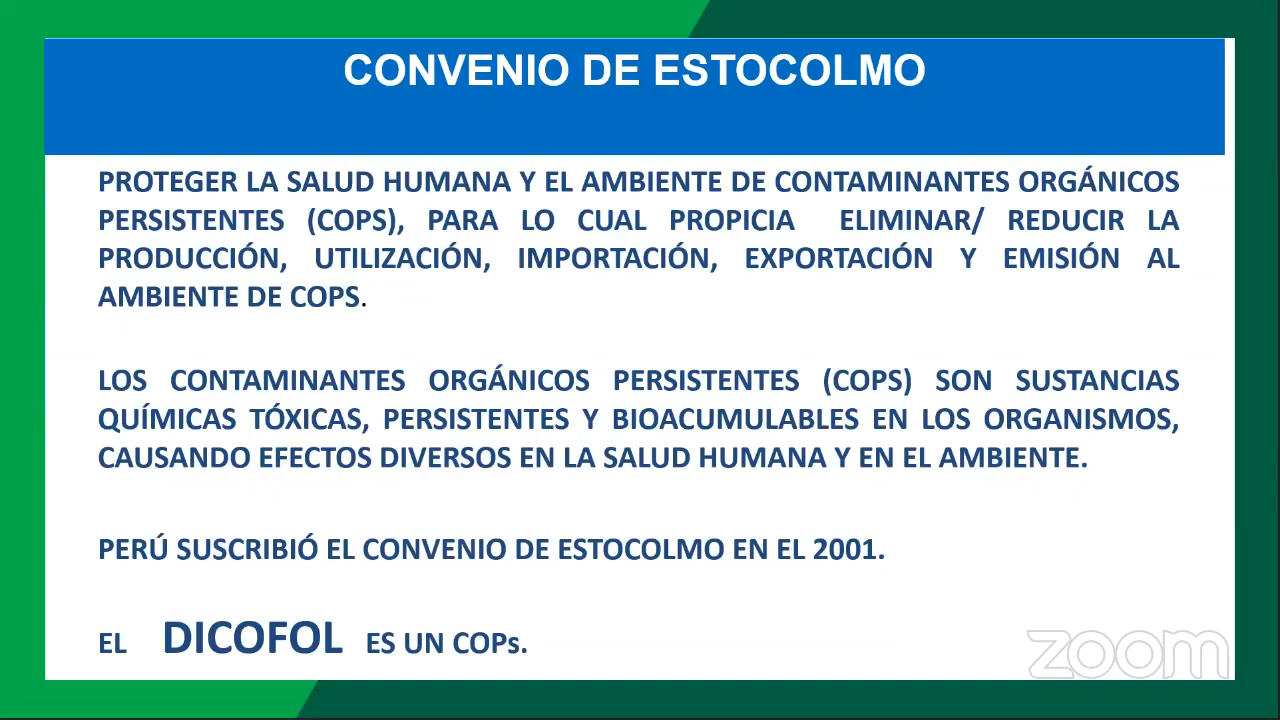 CONVENIO DE ESTOCOLMO
PROTEGER LA SALUD HUMANA Y EL AMBIENTE DE CONTAMINANTES ORGÁNICOS
PERSISTENTES (COPS), PARA LO CUAL PROPICIA ELIMINAR/ REDUCIR LA
PRODUCCIÓN, UTILIZACIÓN, IMPORTACIÓN, EXPORTACIÓN Y EMISIÓN AL
AMBIENTE DE COPS.
LOS CONTAMINANTES ORGÁNICOS PERSISTENTES (COPS) SON SUSTANCIAS
QUÍMICAS TÓXICAS, PERSISTENTES Y BIOACUMULABLES EN LOS ORGANISMOS,
CAUSANDO EFECTOS DIVERSOS EN LA SALUD HUMANA Y EN EL AMBIENTE.
PERÚ SUSCRIBIÓ EL CONVENIO DE ESTOCOLMO EN EL 2001.
EL DICOFOL ES UN COPs.
zoom